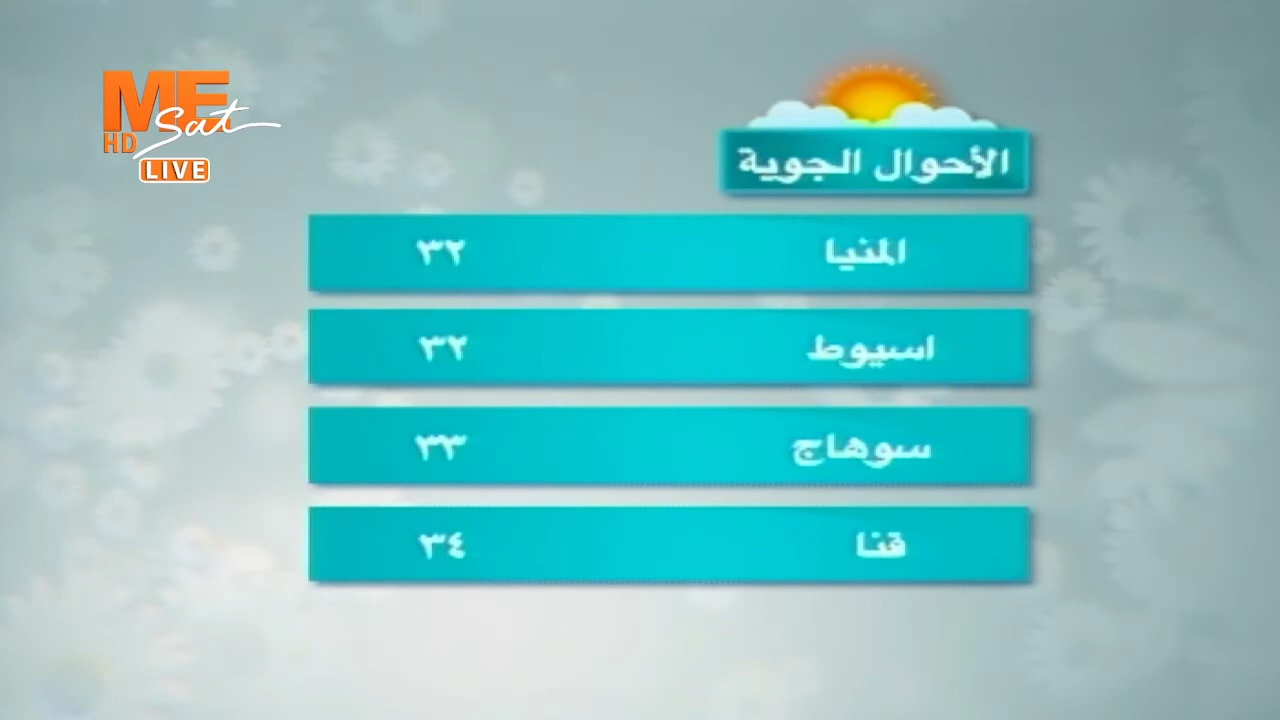 ME
Sat
HD
LIVE
الأحوال الجوية
المنيا ٣٢
اسيوط ٣٢
سوهاج ٣٣
قنا ٣٤